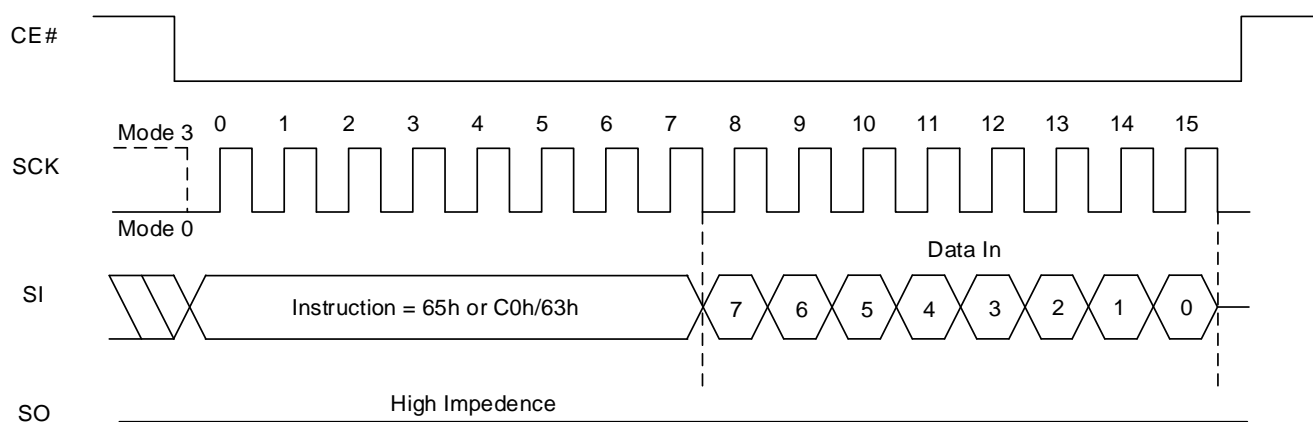 CE#
Mode 3 0 1 2 3 4 5 6 7 8 9 10 11 12 13 14 15
SCK
Mode 0
Data In
SI Instruction = 65h or C0h/63h 7 6 5 4 3 2 1 0
High Impedence
SO